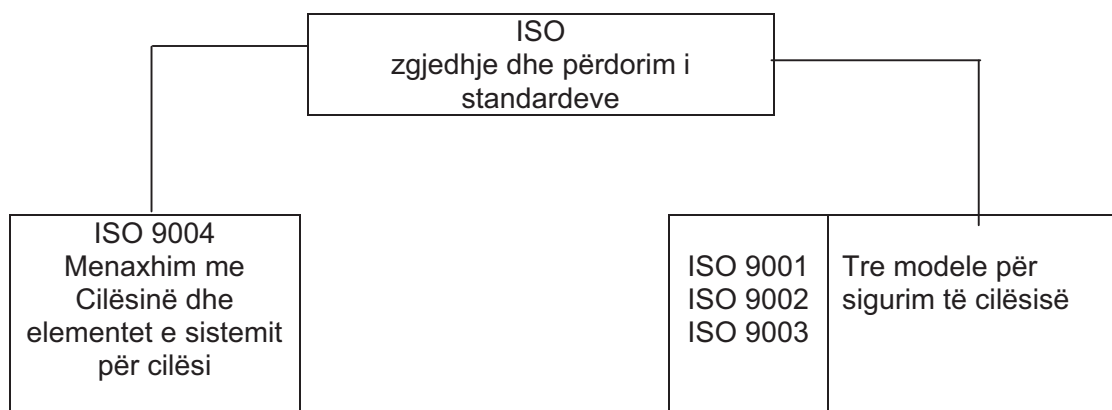 ISO
zgjedhje dhe përdorim i
standardeve
ISO 9004
Menaxhim me
Cilësinë dhe
elementet e sistemit
për cilësi
ISO 9001
ISO 9002
ISO 9003
Tre modele për
sigurim të cilësisë